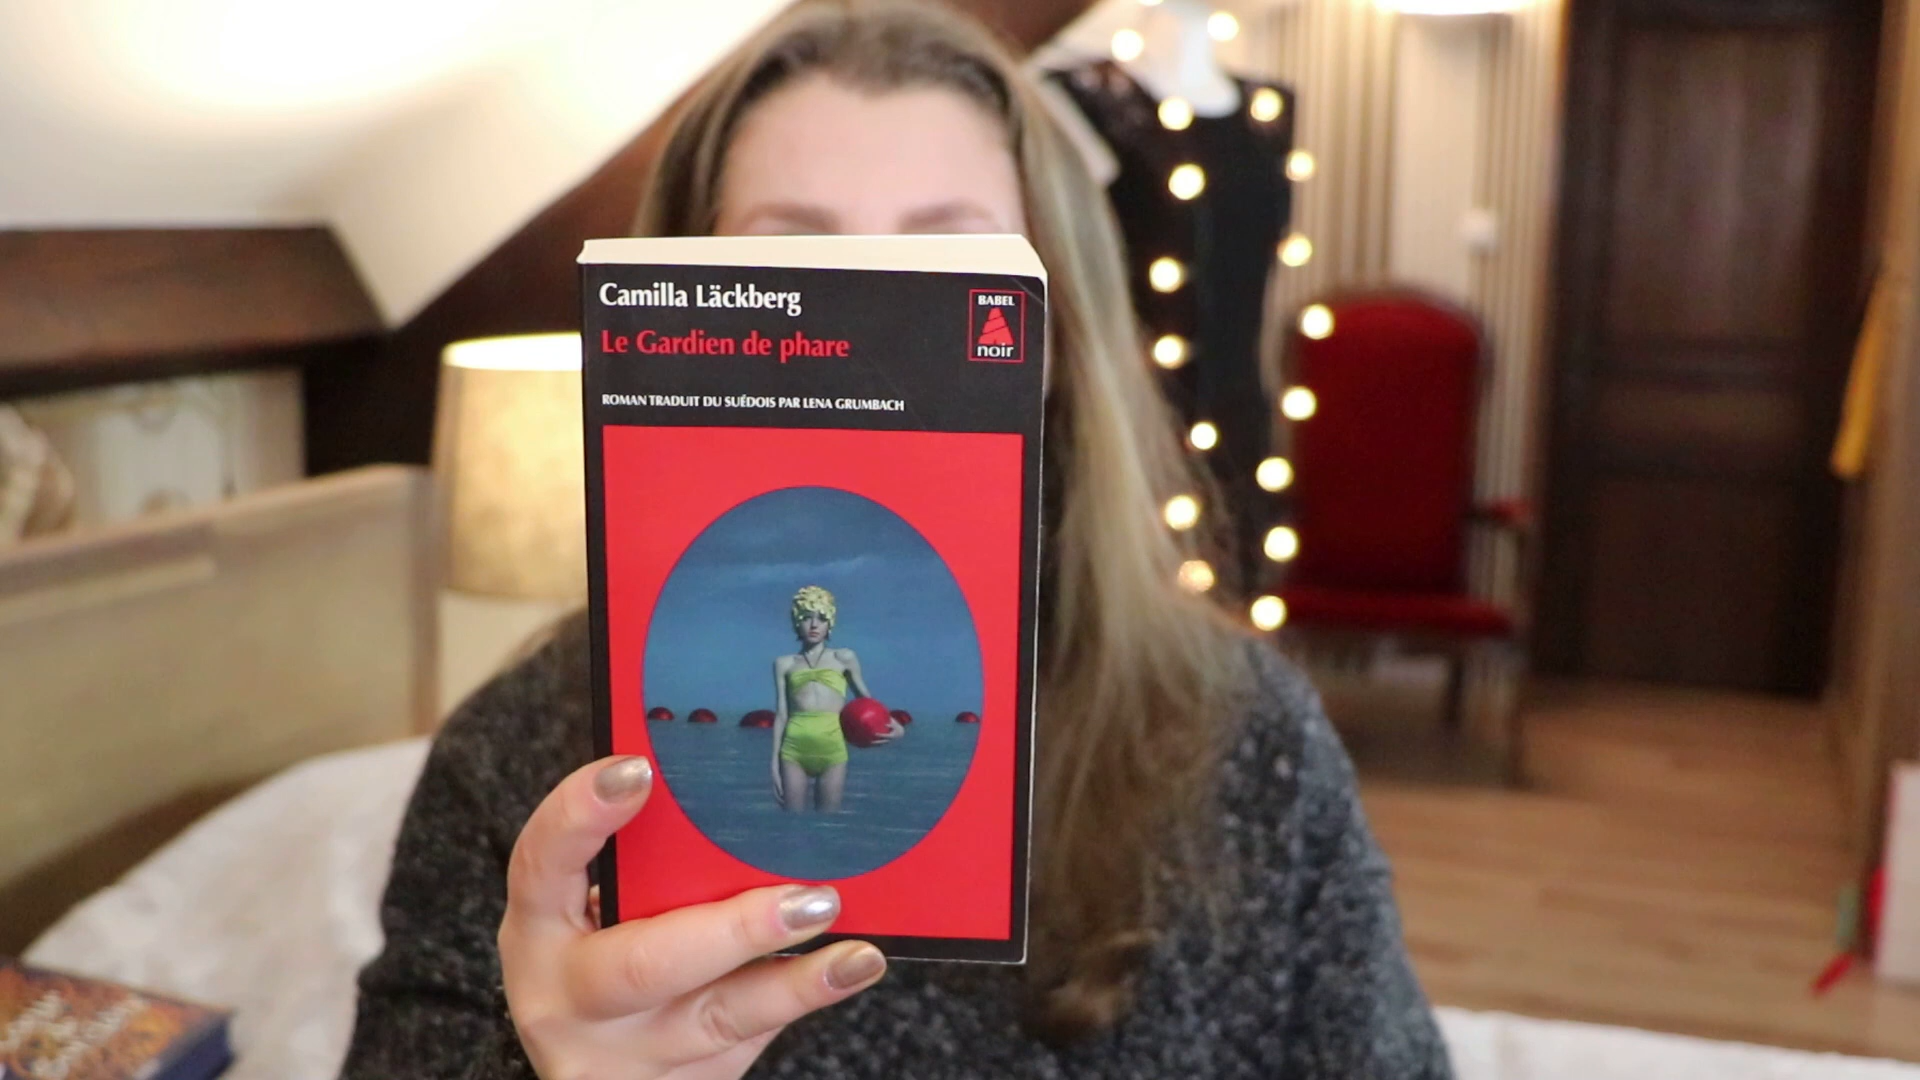 Camilla Läckberg
Le Gardien de phare
BABEL
noir
ROMAN TRADUIT DU SUÉDOIS PAR LENA GRUMBACH